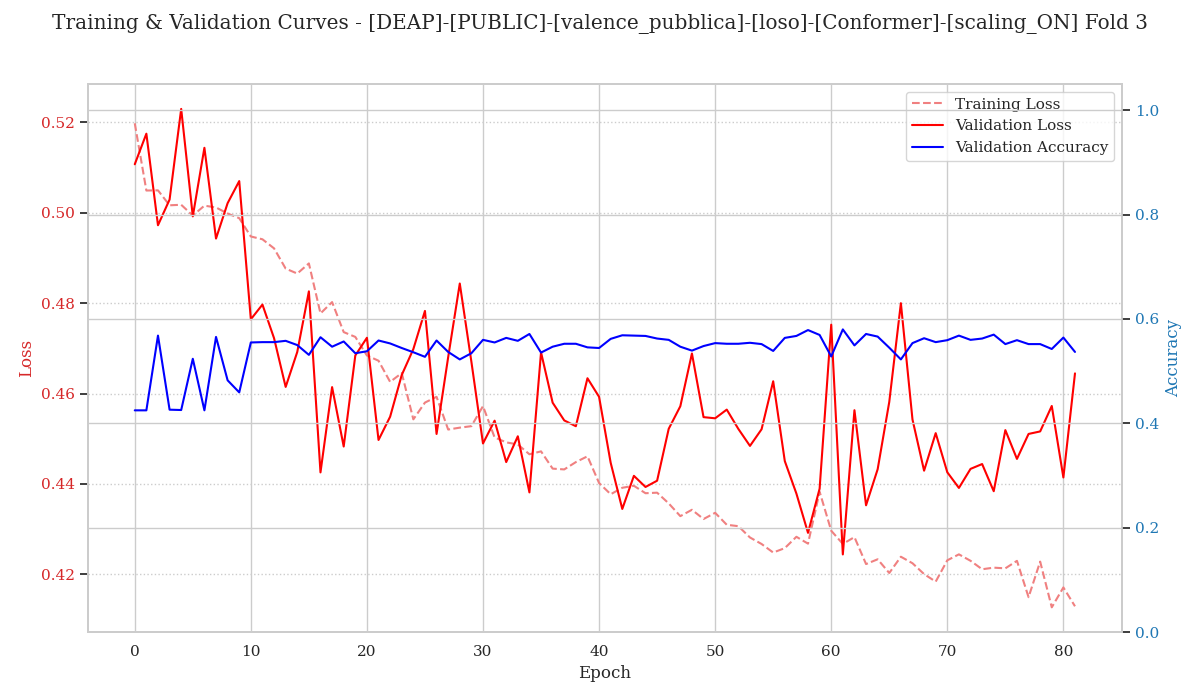 Training & Validation Curves - [DEAP]-[PUBLIC]-[valence_pubblica]-[loso]-[Conformer]-[scaling_ON] Fold 3
Training Loss
Validation Loss
Validation Accuracy
0.52
0.50
0.48
0.46
0.44
0.42
Loss
1.0
0.8
0.6
0.4
0.2
0.0
Accuracy
0 10 20 30 40 50 60 70 80
Epoch